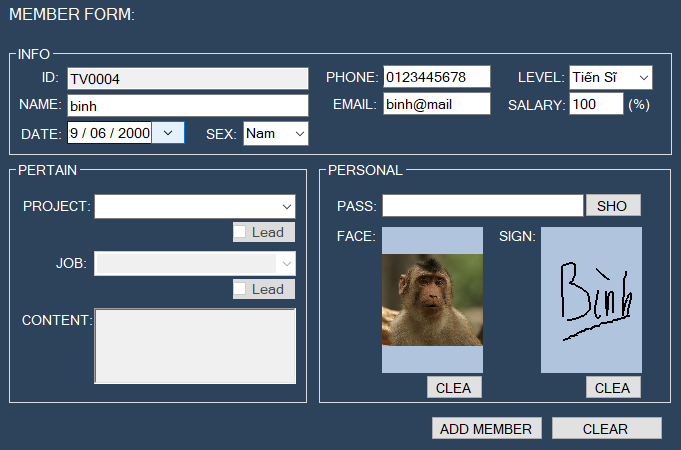 MEMBER FORM:
INFO
ID: TV0004 PHONE: 0123445678 LEVEL: Tiến Sĩ
NAME: binh EMAIL: binh@mail SALARY: 100 (%)
DATE: 9 / 06 / 2000 SEX: Nam
PERTAIN
PROJECT:
Lead
JOB:
Lead
CONTENT:
PERSONAL
PASS: SHO
FACE: SIGN:
Bình
CLEA CLEA
ADD MEMBER CLEAR